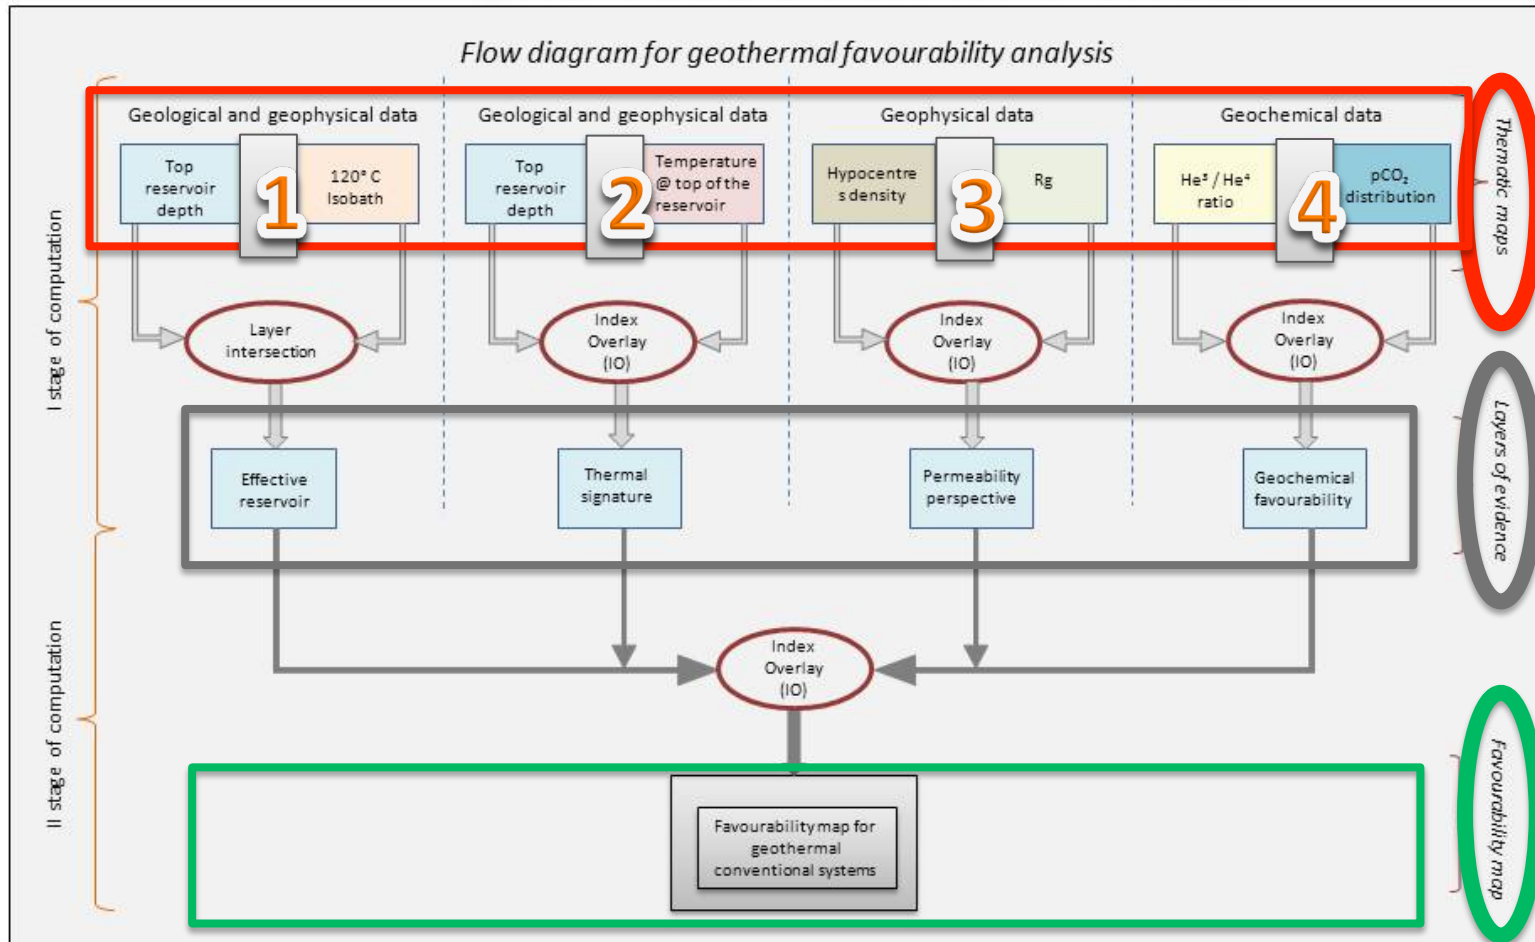 Flow diagram for geothermal favourability analysis
Geological and geophysical data
Geological and geophysical data
Geophysical data
Geochemical data
Top
reservoir
depth
1
120° C
Isobath
Top
reservoir
depth
2
Temperature
@ top of the
reservoir
Hypocentre
s density
3
Rg
He³ / He⁴
ratio
4
pCO₂
distribution
Thematic maps
I stage of computation
Layer
intersection
Index
Overlay
(IO)
Index
Overlay
(IO)
Index
Overlay
(IO)
Effective
reservoir
Thermal
signature
Permeability
perspective
Geochemical
favourability
Layers of evidence
II stage of computation
Index
Overlay
(IO)
Favourability map for
geothermal
conventional systems
Favourability map